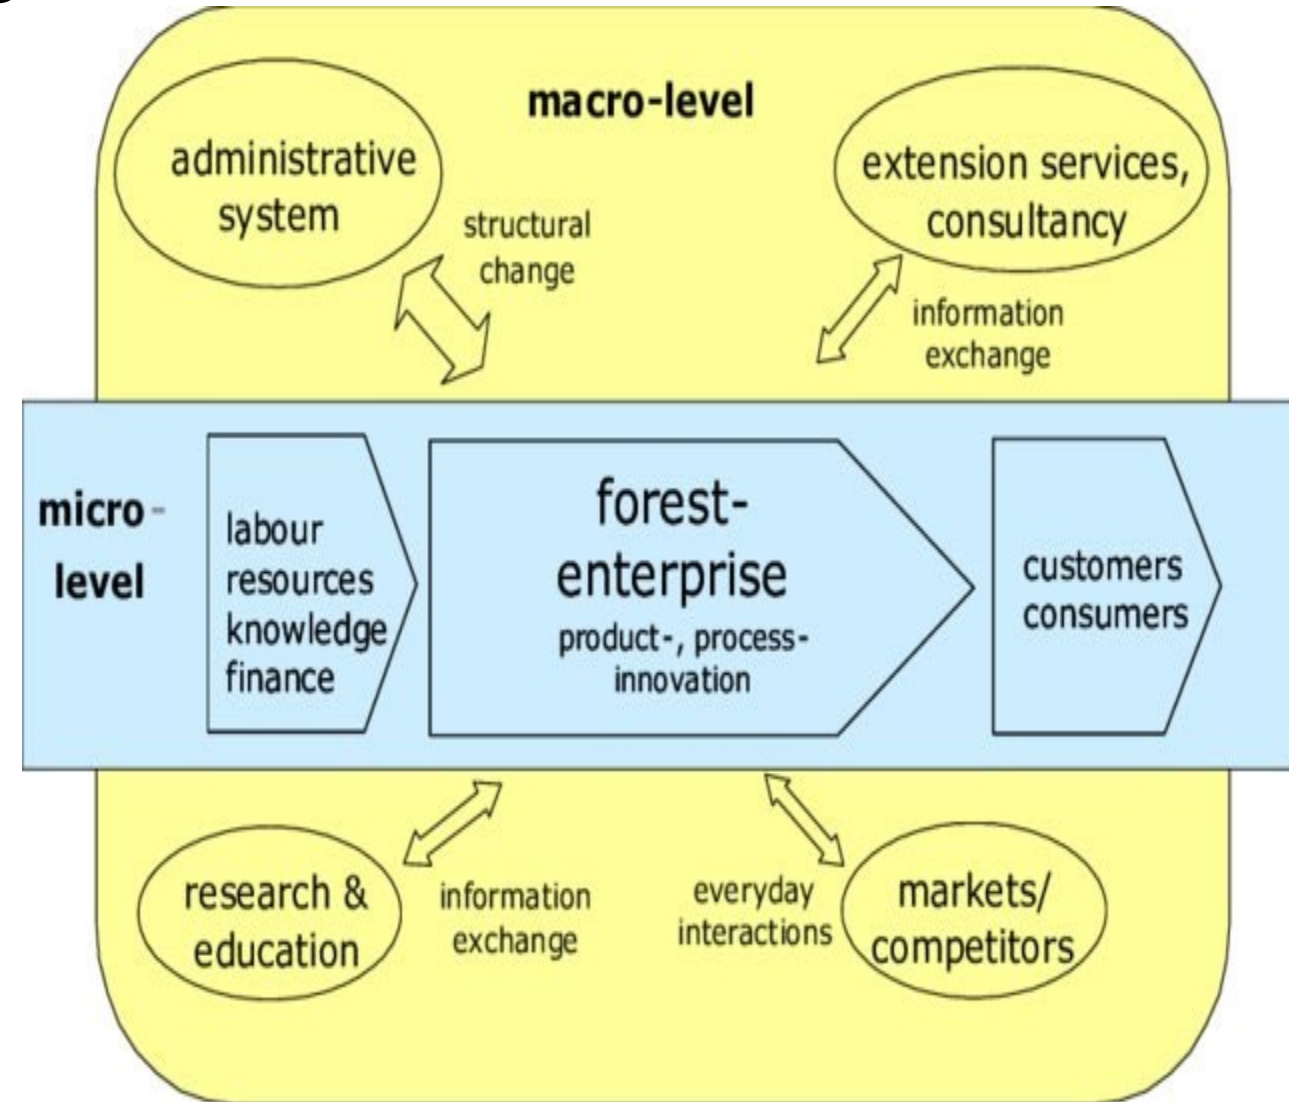 macro-level
administrative
system
extension services,
consultancy
structural
change
information
exchange
micro-
level
labour
resources
knowledge
finance
forest-
enterprise
product-, process-
innovation
customers
consumers
research &
education
information
exchange
everyday
interactions
markets/
competitors